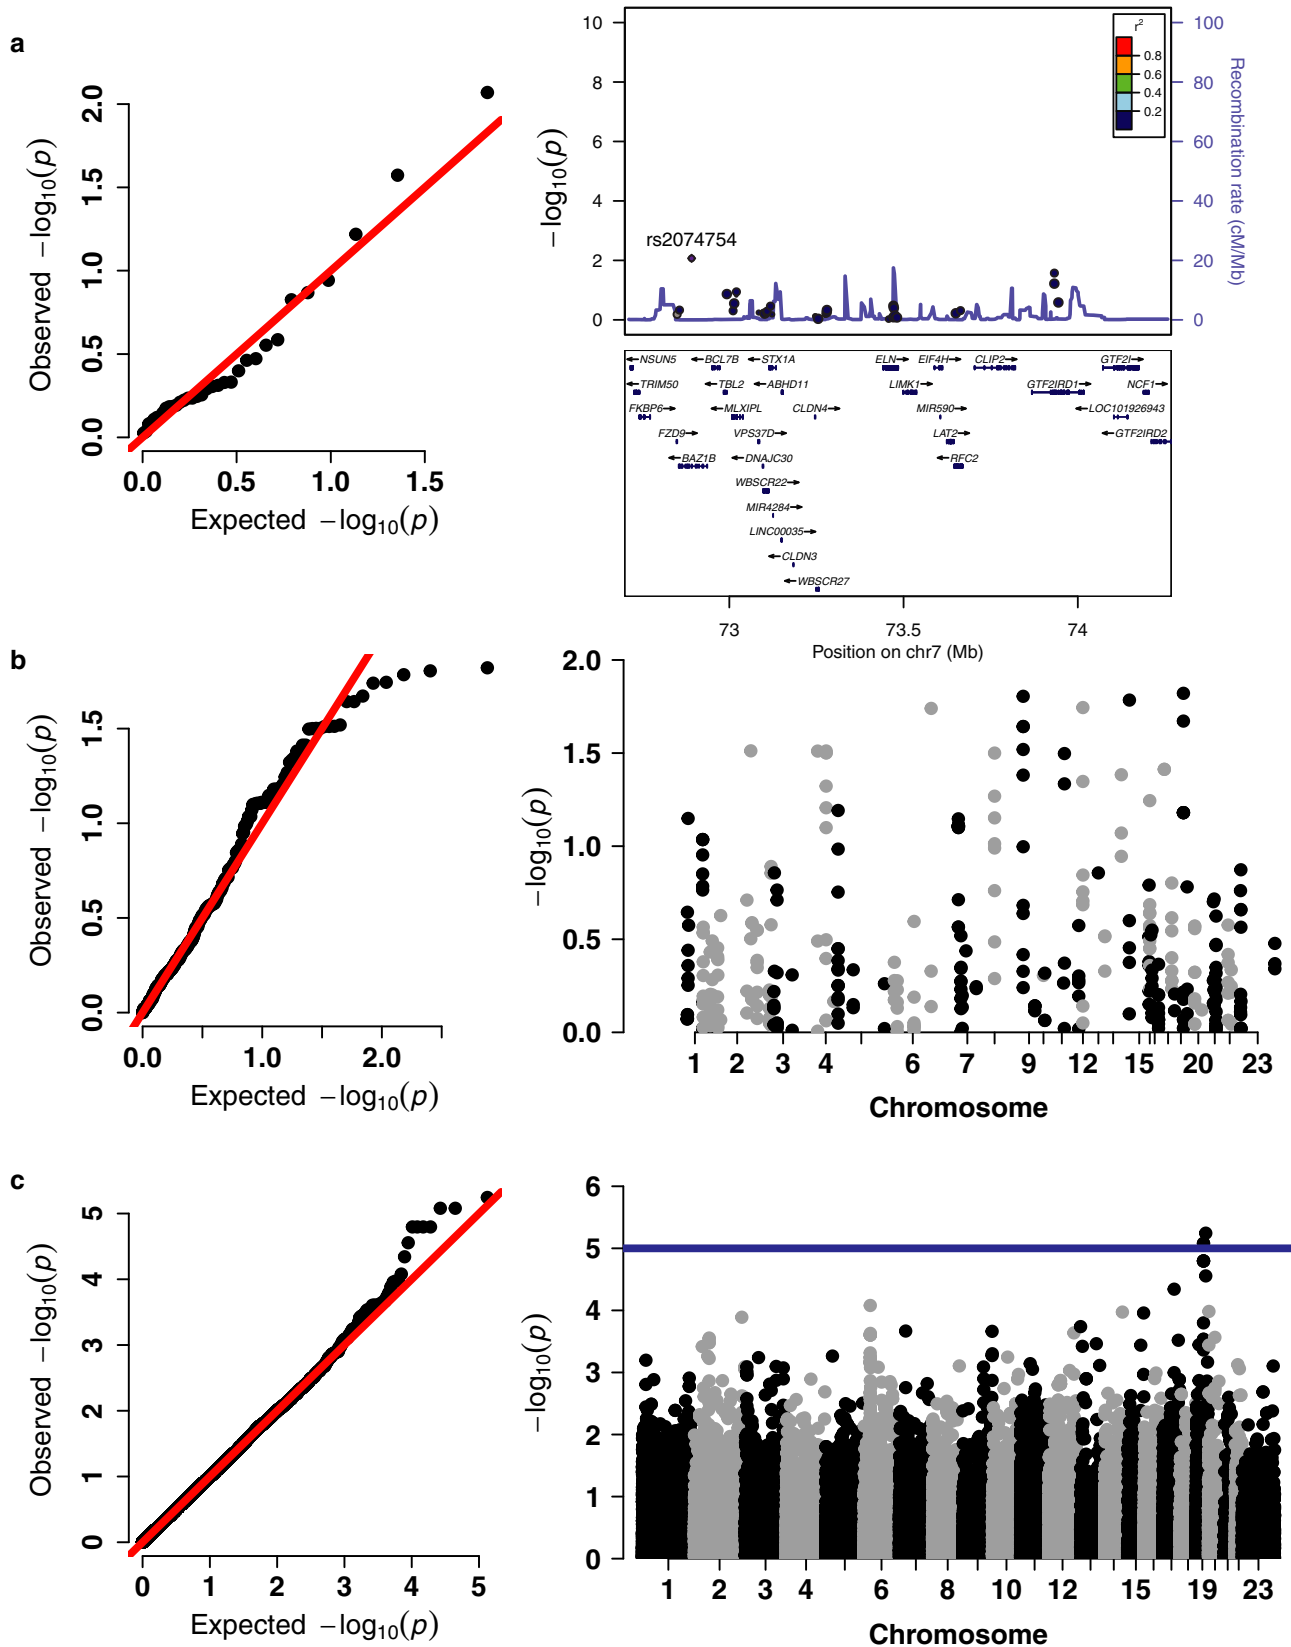 a
2.0
1.5
1.0
0.5
0.0
Observed −log10(p)
0.0 0.5 1.0 1.5
Expected −log10(p)
10
8
6
4
2
0
−log10(p)
rs2074754
r2
0.8
0.6
0.4
0.2
100
80
60
40
20
0
Recombination rate (cM/Mb)
NSUN5 BCL7B STX1A ELN EIF4H CLIP2 GTF2I
TRIM50 TBL2 ABHD11 LIMK1 GTF2IRD1 NCF1
FKBP6 MLXIPL CLDN4 MIR590 LOC101926943
FZD9 VPS37D LAT2 GTF2IRD2
BAZ1B DNAJC30 RFC2
WBSCR22
MIR4284
LINC00035
CLDN3
WBSCR27
73 73.5 74
Position on chr7 (Mb)
b
1.5
1.0
0.5
0.0
Observed −log10(p)
0.0 1.0 2.0
Expected −log10(p)
2.0
1.5
1.0
0.5
0.0
−log10(p)
1 2 3 4 6 7 9 12 15 20 23
Chromosome
c
5
4
3
2
1
0
Observed −log10(p)
0 1 2 3 4 5
Expected −log10(p)
6
5
4
3
2
1
0
−log10(p)
1 2 3 4 6 8 10 12 15 19 23
Chromosome